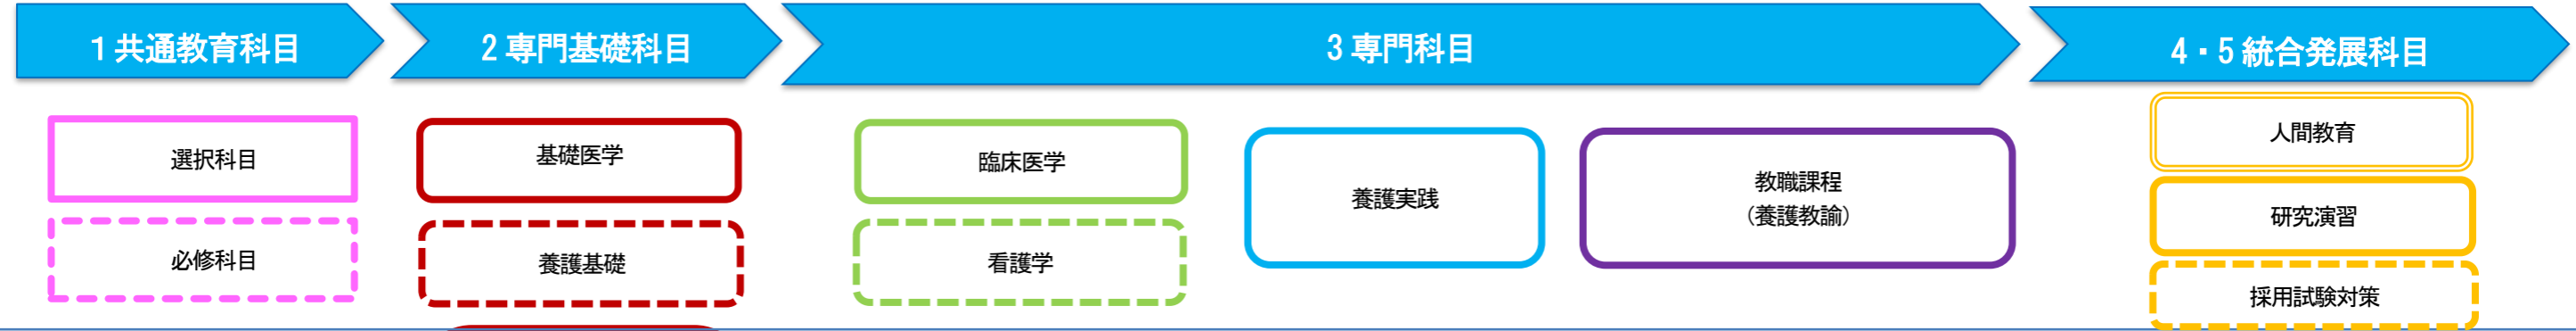 1共通教育科目
2専門基礎科目
3専門科目
4・5統合発展科目
選択科目
必修科目
基礎医学
養護基礎
臨床医学
看護学
養護実践
教職課程
（養護教諭）
人間教育
研究演習
採用試験対策